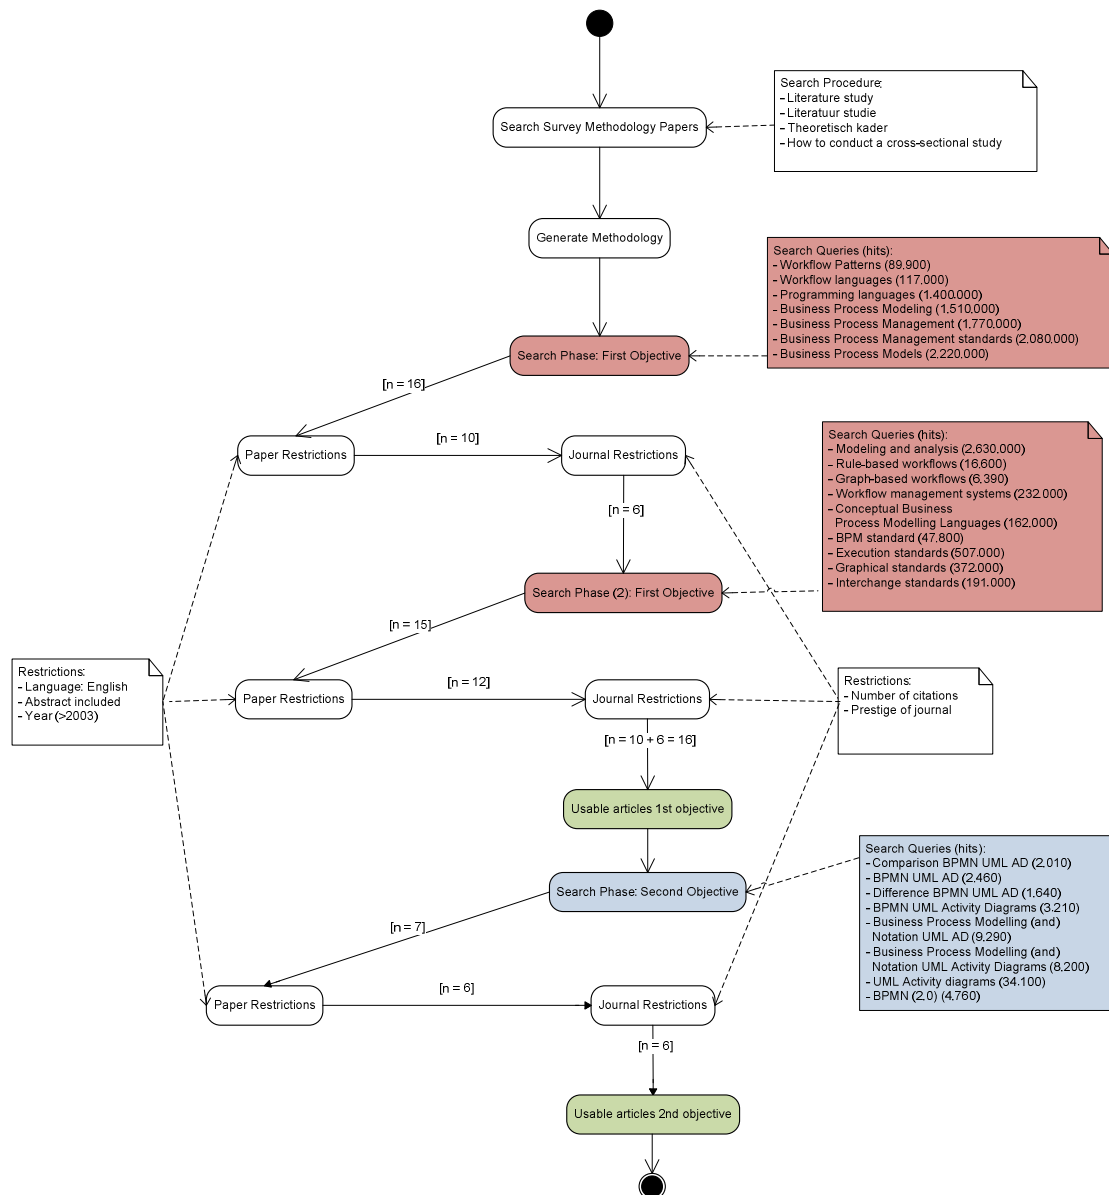 Search Procedure:
- Literature study
- Literatuur studie
- Theoretisch kader
- How to conduct a cross-sectional study
Search Survey Methodology Papers
Generate Methodology
Search Queries (hits):
- Workflow Patterns (89.900)
- Workflow languages (117.000)
- Programming languages (1.400.000)
- Business Process Modeling (1,510,000)
- Business Process Management (1,770,000)
- Business Process Management standards (2.080,000)
- Business Process Models (2,220,000)
Search Phase: First Objective
[n = 16]
Paper Restrictions
[n = 10]
Journal Restrictions
Search Queries (hits):
- Modeling and analysis (2,630,000)
- Rule-based workflows (16,600)
- Graph-based workflows (6,390)
- Workflow management systems (232.000)
- Conceptual Business
Process Modelling Languages (162,000)
- BPM standard (47.800)
- Execution standards (507.000)
- Graphical standards (372.000)
- Interchange standards (191.000)
[n = 6]
Search Phase (2): First Objective
[n = 15]
Restrictions:
- Language: English
- Abstract included
- Year (>2003)
Paper Restrictions
[n = 12]
Journal Restrictions
Restrictions:
- Number of citations
- Prestige of journal
[n = 10 + 6 = 16]
Usable articles 1st objective
Search Queries (hits):
- Comparison BPMN UML AD (2,010)
- BPMN UML AD (2,460)
- Difference BPMN UML AD (1,640)
- BPMN UML Activity Diagrams (3.210)
- Business Process Modelling (and)
Notation UML AD (9,290)
- Business Process Modelling (and)
Notation UML Activity Diagrams (8,200)
- UML Activity diagrams (34.100)
- BPMN (2,0) (4,760)
Search Phase: Second Objective
[n = 7]
Paper Restrictions
[n = 6]
Journal Restrictions
[n = 6]
Usable articles 2nd objective